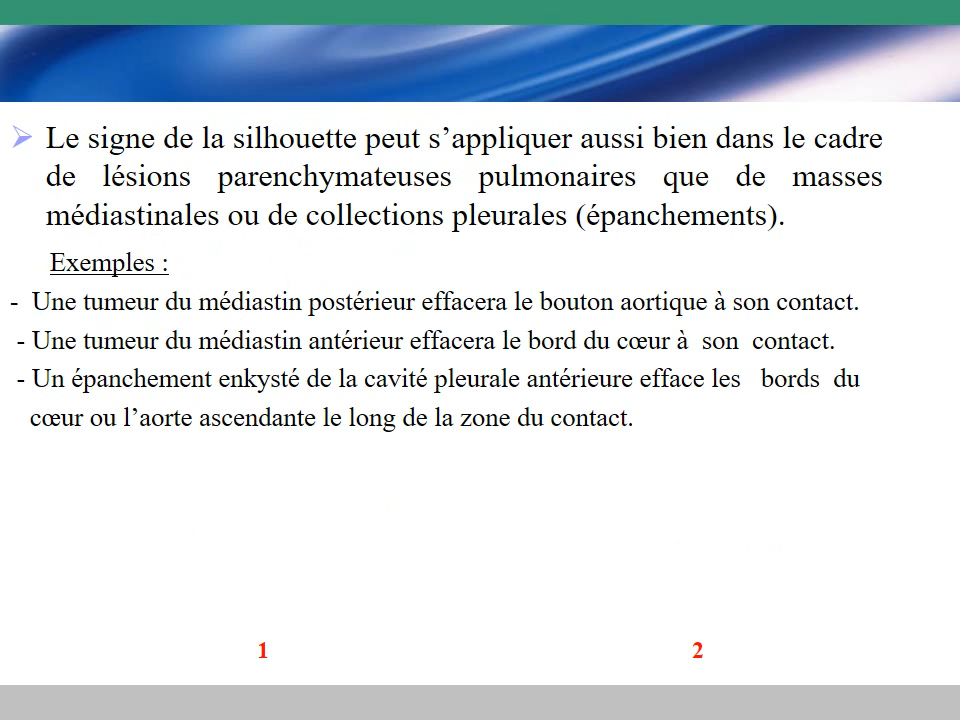 Le signe de la silhouette peut s’appliquer aussi bien dans le cadre
de lésions parenchymateuses pulmonaires que de masses
médiastinales ou de collections pleurales (épanchements).
Exemples :
- Une tumeur du médiastin postérieur effacera le bouton aortique à son contact.
- Une tumeur du médiastin antérieur effacera le bord du cœur à son contact.
- Un épanchement enkysté de la cavité pleurale antérieure efface les bords du
cœur ou l’aorte ascendante le long de la zone du contact.
1 2